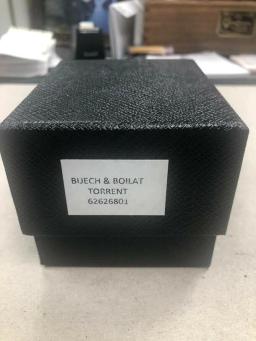 BUECH & BOILAT
TORRENT
62626801